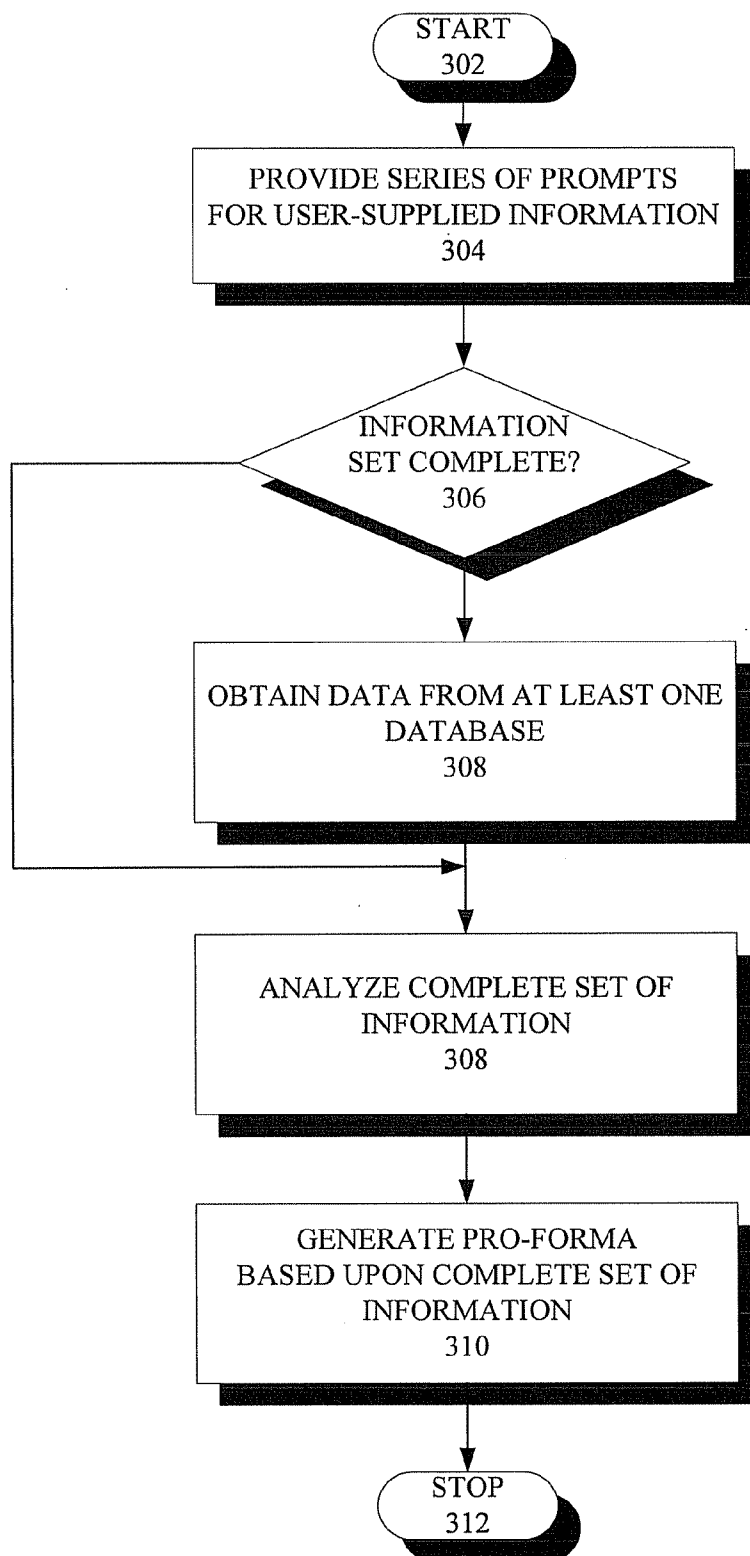 START
302
PROVIDE SERIES OF PROMPTS
FOR USER-SUPPLIED INFORMATION
304
INFORMATION
SET COMPLETE?
306
OBTAIN DATA FROM AT LEAST ONE
DATABASE
308
ANALYZE COMPLETE SET OF
INFORMATION
308
GENERATE PRO-FORMA
BASED UPON COMPLETE SET OF
INFORMATION
310
STOP
312